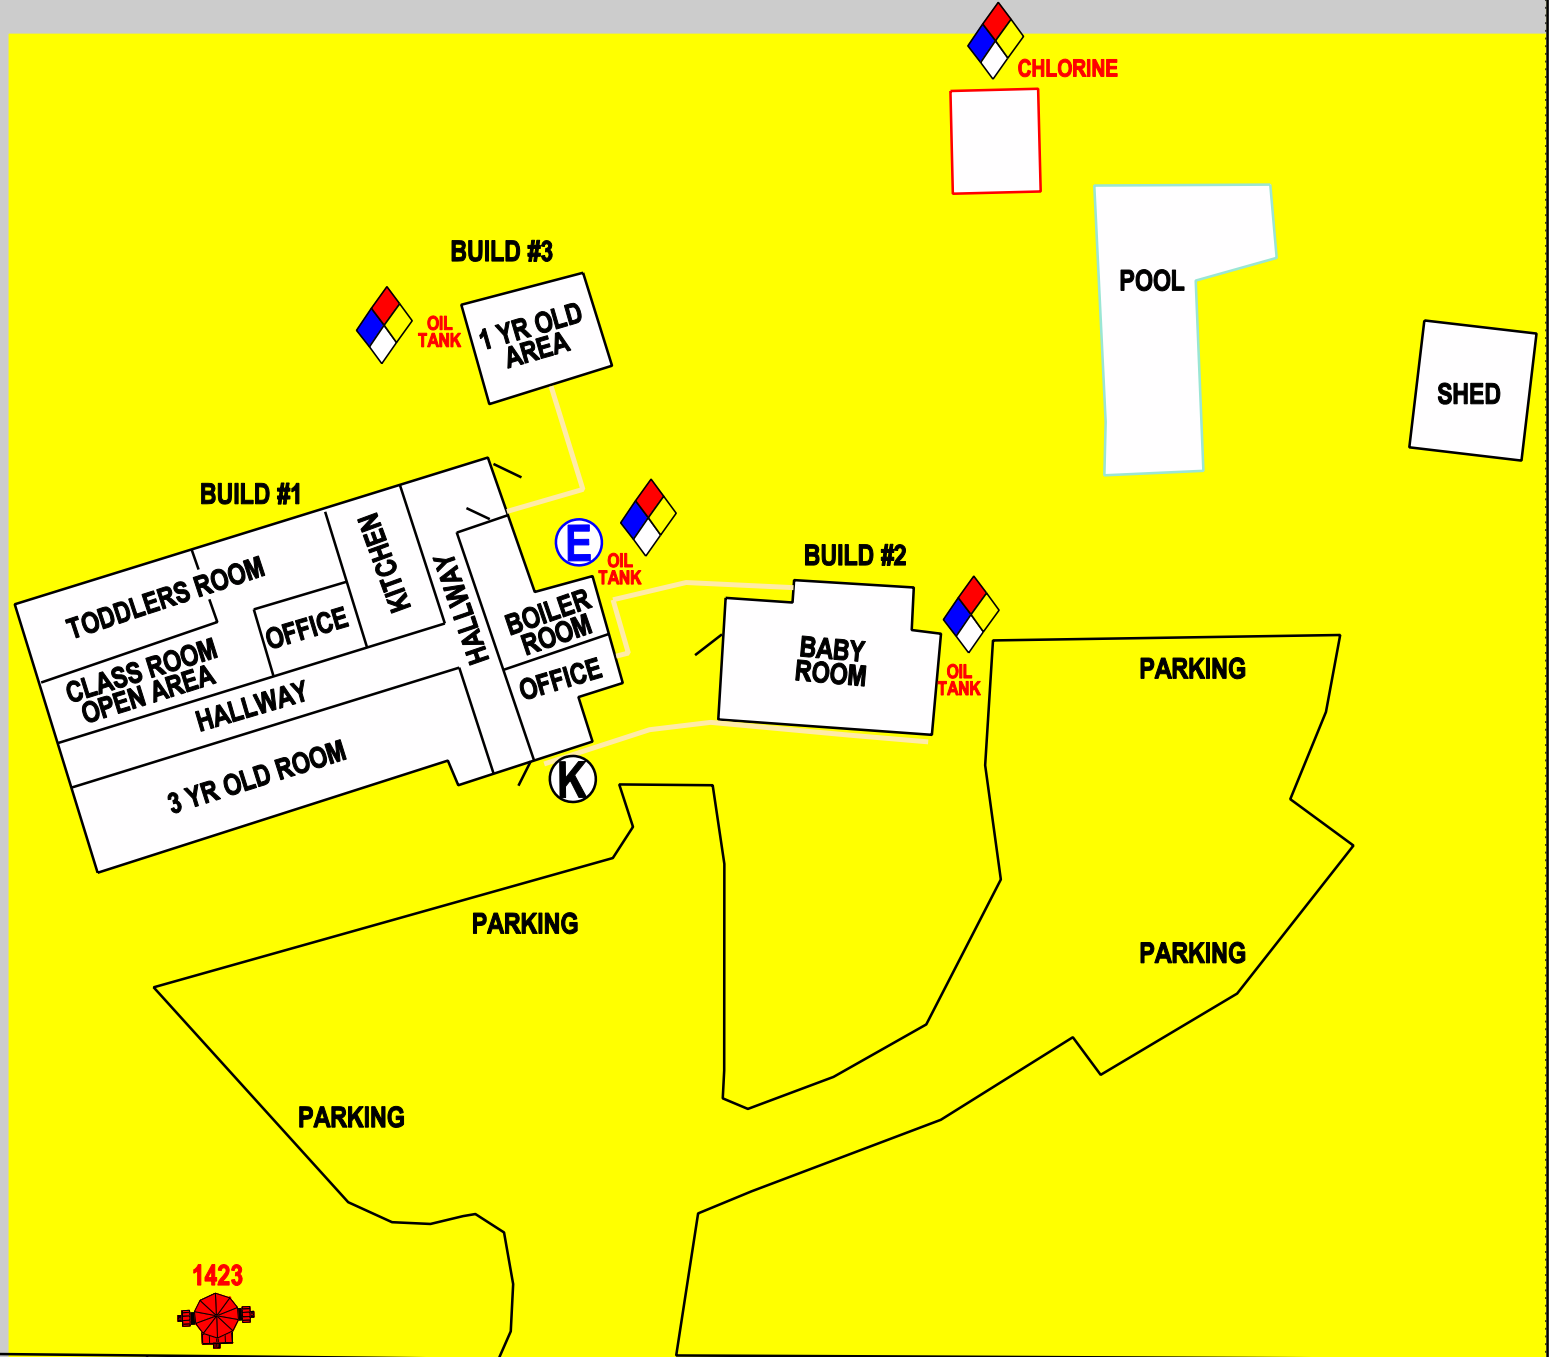 CHLORINE
BUILD #3
POOL
1 YR OLD
AREA
OIL
TANK
SHED
BUILD #1
KITCHEN
E
OIL
TANK
BUILD #2
TODDLERS ROOM
HALLWAY
OFFICE
BOILER
ROOM
CLASS ROOM
OPEN AREA
OFFICE
BABY
ROOM
OIL
TANK
PARKING
HALLWAY
3 YR OLD ROOM
K
PARKING
PARKING
PARKING
1423